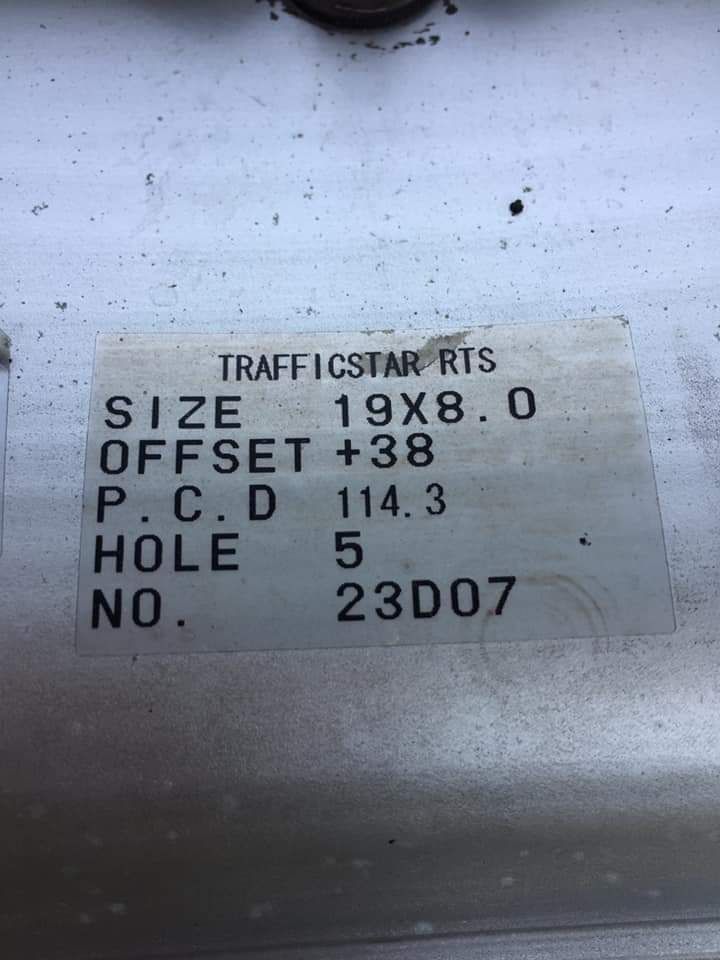 TRAFFICSTAR RTS
SIZE 19X8.0
OFFSET +38
P.C.D 114.3
HOLE 5
NO. 23D07